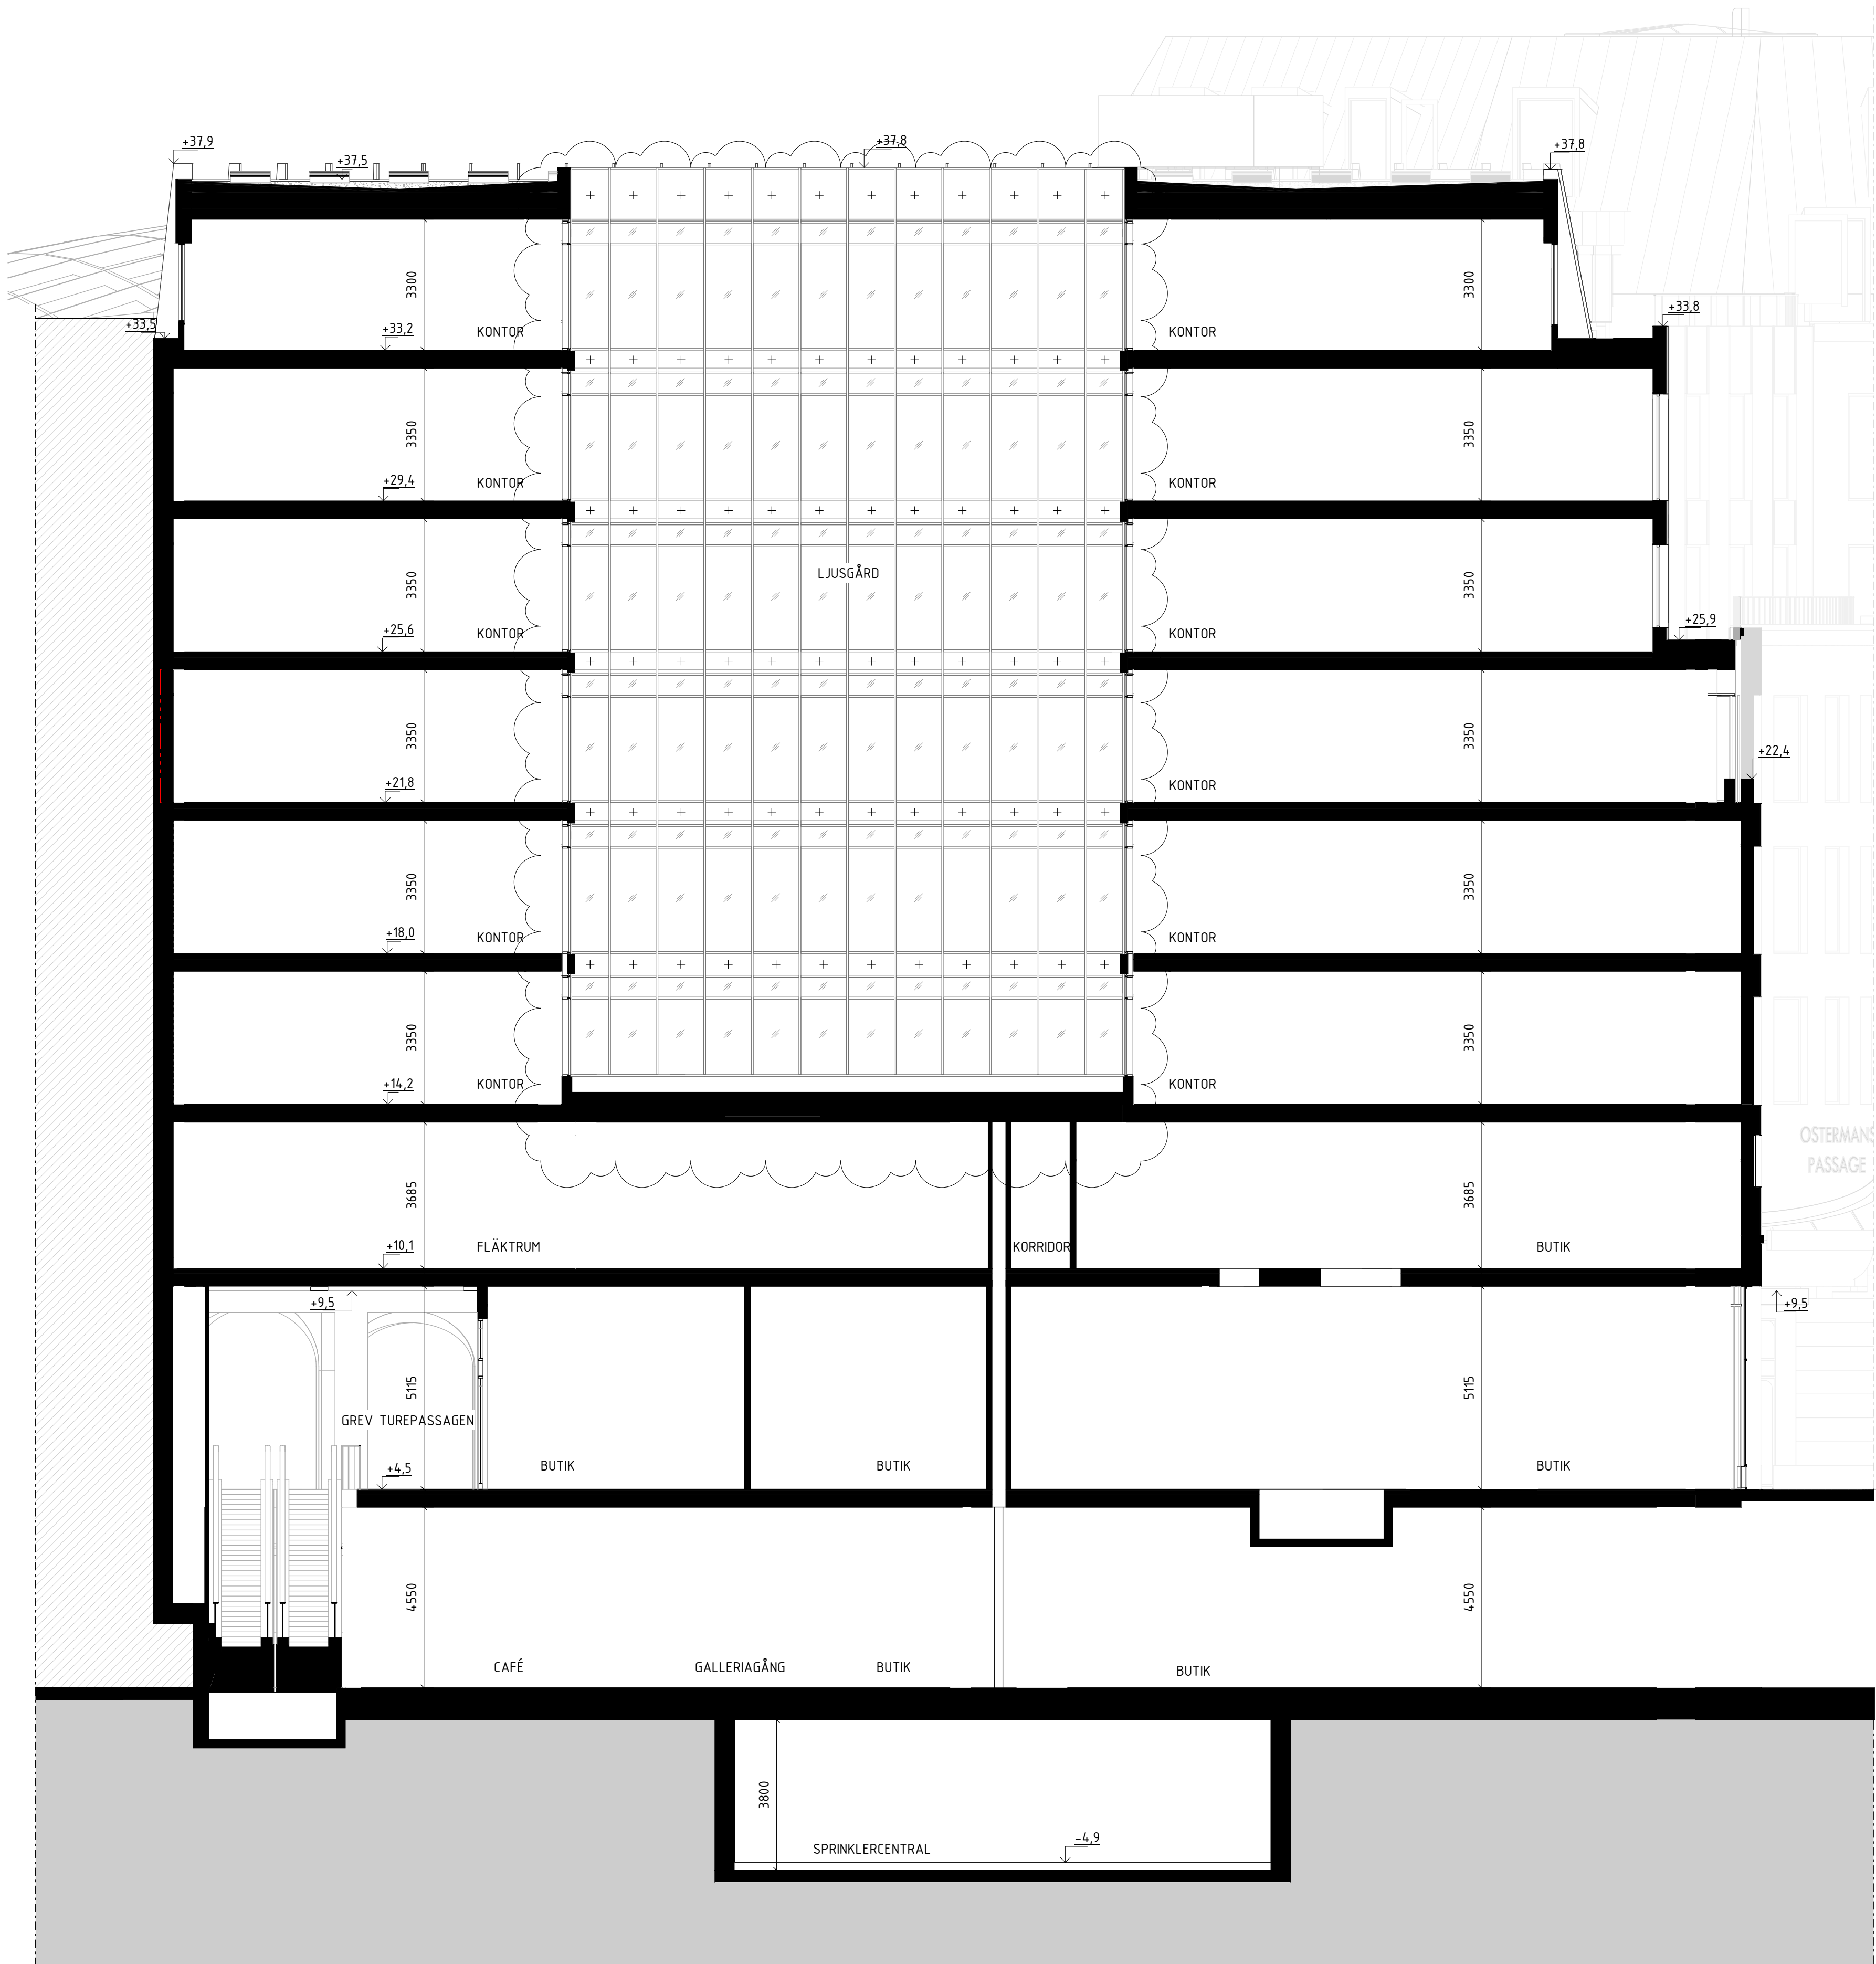 +37,9
+37,5
+37,8
+37,8
3300
3300
+33,5
+33,2
KONTOR
KONTOR
+33,8
3350
3350
+29,4
KONTOR
KONTOR
LJUSGÅRD
3350
3350
+25,6
KONTOR
KONTOR
+25,9
3350
3350
+22,4
+21,8
KONTOR
KONTOR
3350
3350
+18,0
KONTOR
KONTOR
3350
3350
+14,2
KONTOR
KONTOR
OSTERMANS
PASSAGE
3685
3685
+10,1
FLÄKTRUM
KORRIDOR
BUTIK
+9,5
+9,5
5115
5115
GREV TUREPASSAGEN
+4,5
BUTIK
BUTIK
BUTIK
4550
4550
CAFÉ
GALLERIAGÅNG
BUTIK
BUTIK
3800
-4,9
SPRINKLERCENTRAL